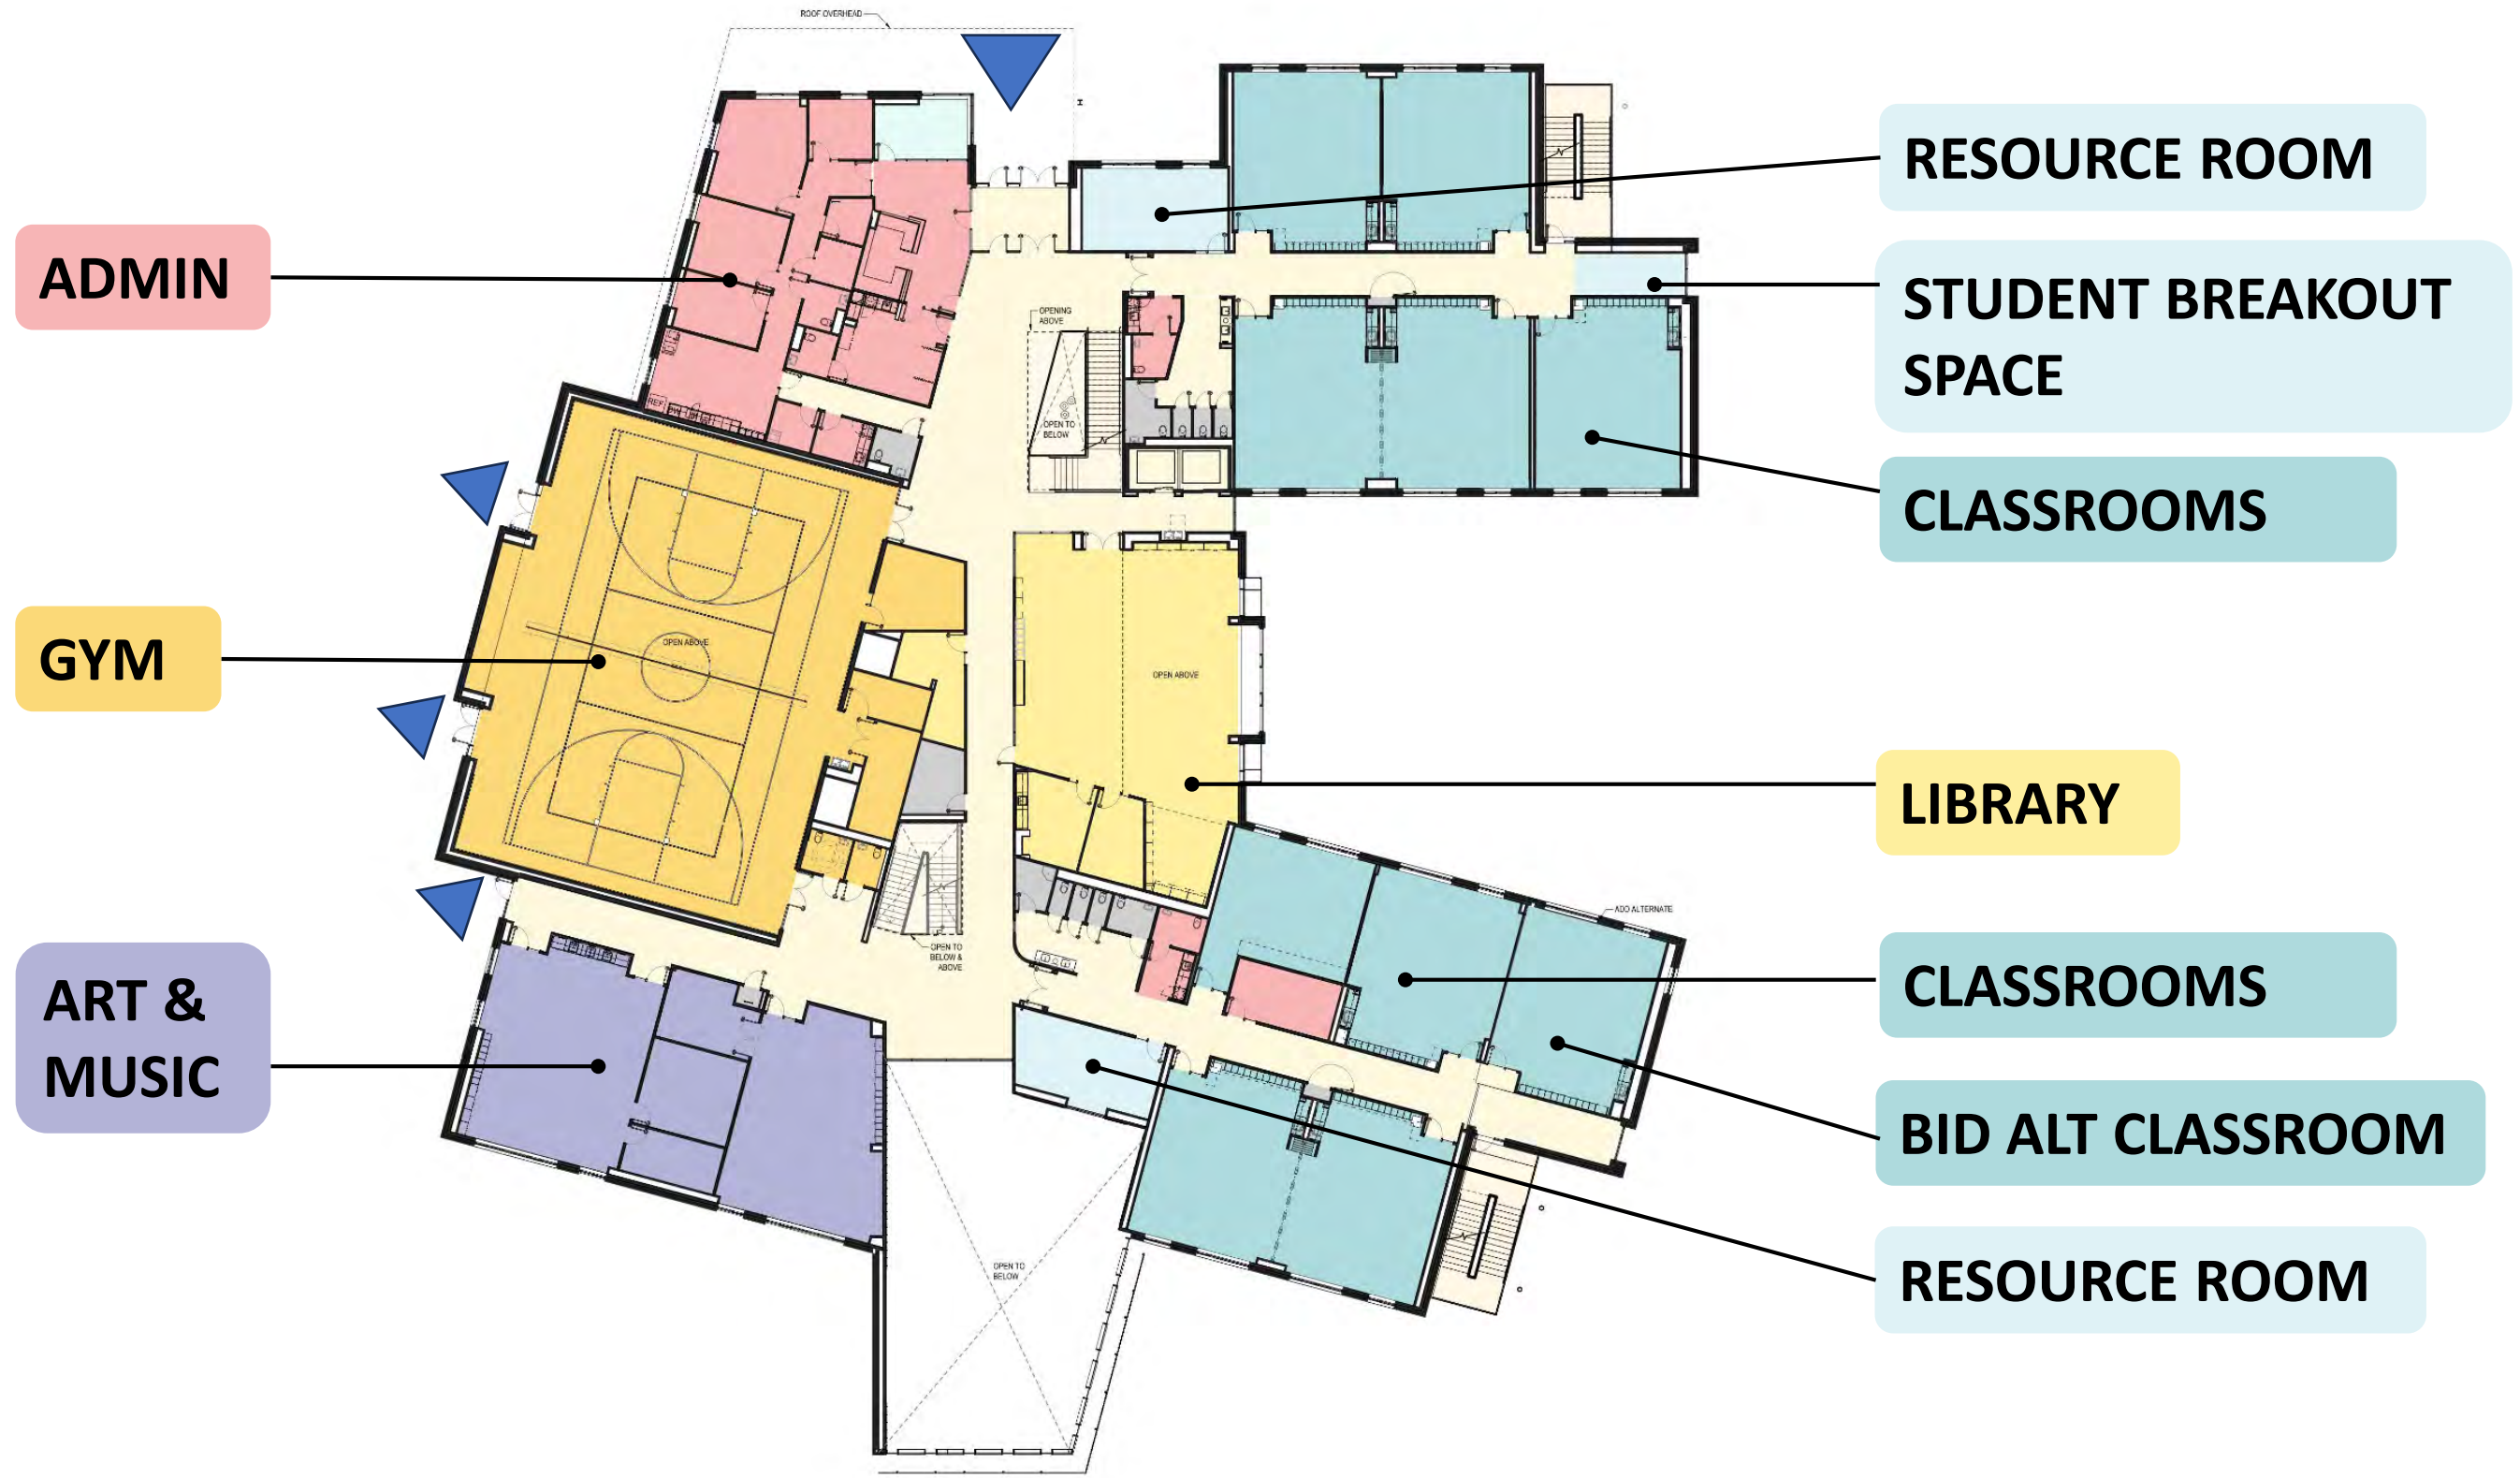 ROOF OVERHEAD
RESOURCE ROOM
STUDENT BREAKOUT
SPACE
CLASSROOMS
ADMIN
OPENING
ABOVE
OPEN TO
BELOW
REF.
GYM
OPEN ABOVE
OPEN ABOVE
LIBRARY
ADD ALTERNATE
OPEN TO
BELOW &
ABOVE
CLASSROOMS
ART &
MUSIC
BID ALT CLASSROOM
OPEN TO
BELOW
RESOURCE ROOM